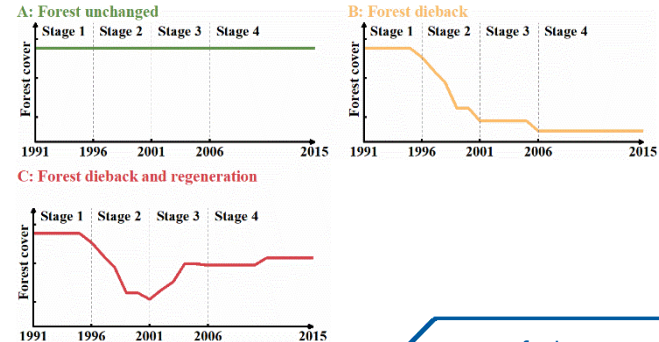 A: Forest unchanged
Stage 1 Stage 2 Stage 3 Stage 4
Forest cover
1991 1996 2001 2006 2015
B: Forest dieback
Stage 1 Stage 2 Stage 3 Stage 4
Forest cover
1991 1996 2001 2006 2015
C: Forest dieback and regeneration
Stage 1 Stage 2 Stage 3 Stage 4
Forest cover
1991 1996 2001 2006 2015